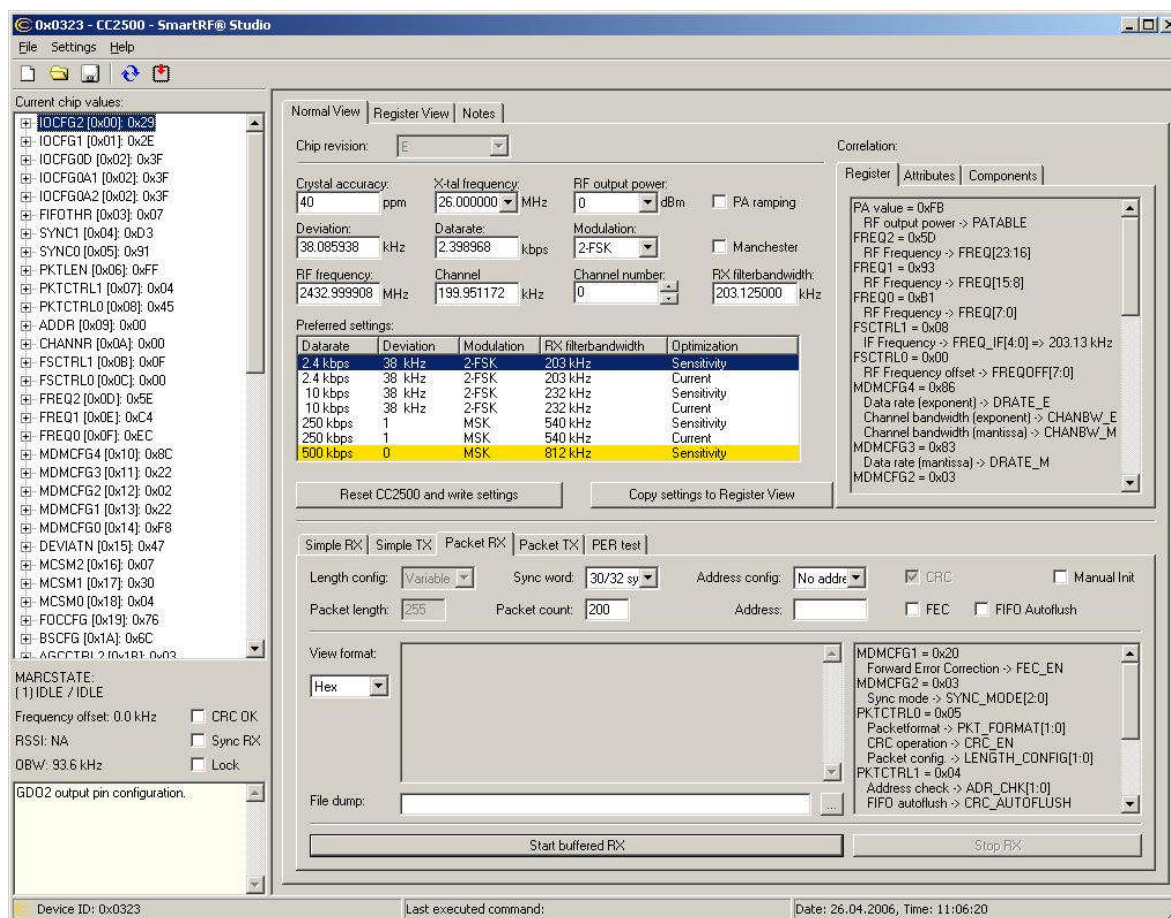 0x0323 - CC2500 - SmartRF® Studio
File Settings Help
Current chip values:
IOCFG2 [0x00]: 0x29
IOCFG1 [0x01]: 0x2E
IOCFG0D [0x02]: 0x3F
IOCFG0A1 [0x02]: 0x3F
IOCFG0A2 [0x02]: 0x3F
FIFOTHR [0x03]: 0x07
SYNC1 [0x04]: 0xD3
SYNC0 [0x05]: 0x91
PKTLEN [0x06]: 0xFF
PKTCTRL1 [0x07]: 0x04
PKTCTRL0 [0x08]: 0x45
ADDR [0x09]: 0x00
CHANNR [0x0A]: 0x00
FSCTRL1 [0x0B]: 0x0F
FSCTRL0 [0x0C]: 0x00
FREQ2 [0x0D]: 0x5E
FREQ1 [0x0E]: 0xC4
FREQ0 [0x0F]: 0xEC
MDMCFG4 [0x10]: 0x8C
MDMCFG3 [0x11]: 0x22
MDMCFG2 [0x12]: 0x02
MDMCFG1 [0x13]: 0x22
MDMCFG0 [0x14]: 0xF8
DEVIATN [0x15]: 0x47
MCSM2 [0x16]: 0x07
MCSM1 [0x17]: 0x30
MCSM0 [0x18]: 0x04
FOCCFG [0x19]: 0x76
BSCFG [0x1A]: 0x6C
AGCCTRL2 [0x1B]: 0x03
MARCSTATE:
(1) IDLE / IDLE
Frequency offset: 0.0 kHz CRC OK
RSSI: NA Sync RX
OBW: 93.6 kHz Lock
GDO2 output pin configuration.
Normal View Register View Notes
Chip revision: E
Crystal accuracy: X-tal frequency: RF output power:
40 ppm 26.000000 MHz 0 dBm PA ramping
Deviation: Datarate: Modulation:
38.085938 kHz 2.398968 kbps 2-FSK Manchester
RF frequency: Channel Channel number: RX filterbandwidth:
2432.999908 MHz 199.951172 kHz 0 203.125000 kHz
Preferred settings:
Datarate Deviation Modulation RX filterbandwidth Optimization
2.4 kbps 38 kHz 2-FSK 203 kHz Sensitivity
2.4 kbps 38 kHz 2-FSK 203 kHz Current
10 kbps 38 kHz 2-FSK 232 kHz Sensitivity
10 kbps 38 kHz 2-FSK 232 kHz Current
250 kbps 1 MSK 540 kHz Sensitivity
250 kbps 1 MSK 540 kHz Current
500 kbps 0 MSK 812 kHz Sensitivity
Reset CC2500 and write settings Copy settings to Register View
Correlation:
Register Attributes Components
PA value = 0xFB
RF output power -> PATABLE
FREQ2 = 0x5D
RF Frequency -> FREQ[23:16]
FREQ1 = 0x93
RF Frequency -> FREQ[15:8]
FREQ0 = 0xB1
RF Frequency -> FREQ[7:0]
FSCTRL1 = 0x08
IF Frequency -> FREQ_IF[4:0] => 203.13 kHz
FSCTRL0 = 0x00
RF Frequency offset -> FREQOFF[7:0]
MDMCFG4 = 0x86
Data rate (exponent) -> DRATE_E
Channel bandwidth (exponent) -> CHANBW_E
Channel bandwidth (mantissa) -> CHANBW_M
MDMCFG3 = 0x83
Data rate (mantissa) -> DRATE_M
MDMCFG2 = 0x03
Simple RX Simple TX Packet RX Packet TX PER test
Length config: Variable Sync word: 30/32 sy Address config: No addre CRC Manual Init
Packet length: 255 Packet count: 200 Address: FEC FIFO Autoflush
View format:
Hex
File dump: ...
MDMCFG1 = 0x20
Forward Error Correction -> FEC_EN
MDMCFG2 = 0x03
Sync mode -> SYNC_MODE[2:0]
PKTCTRL0 = 0x05
Packetformat -> PKT_FORMAT[1:0]
CRC operation -> CRC_EN
Packet config. -> LENGTH_CONFIG[1:0]
PKTCTRL1 = 0x04
Address check -> ADR_CHK[1:0]
FIFO autoflush -> CRC_AUTOFLUSH
Start buffered RX Stop RX
Device ID: 0x0323 Last executed command: Date: 26.04.2006, Time: 11:06:20